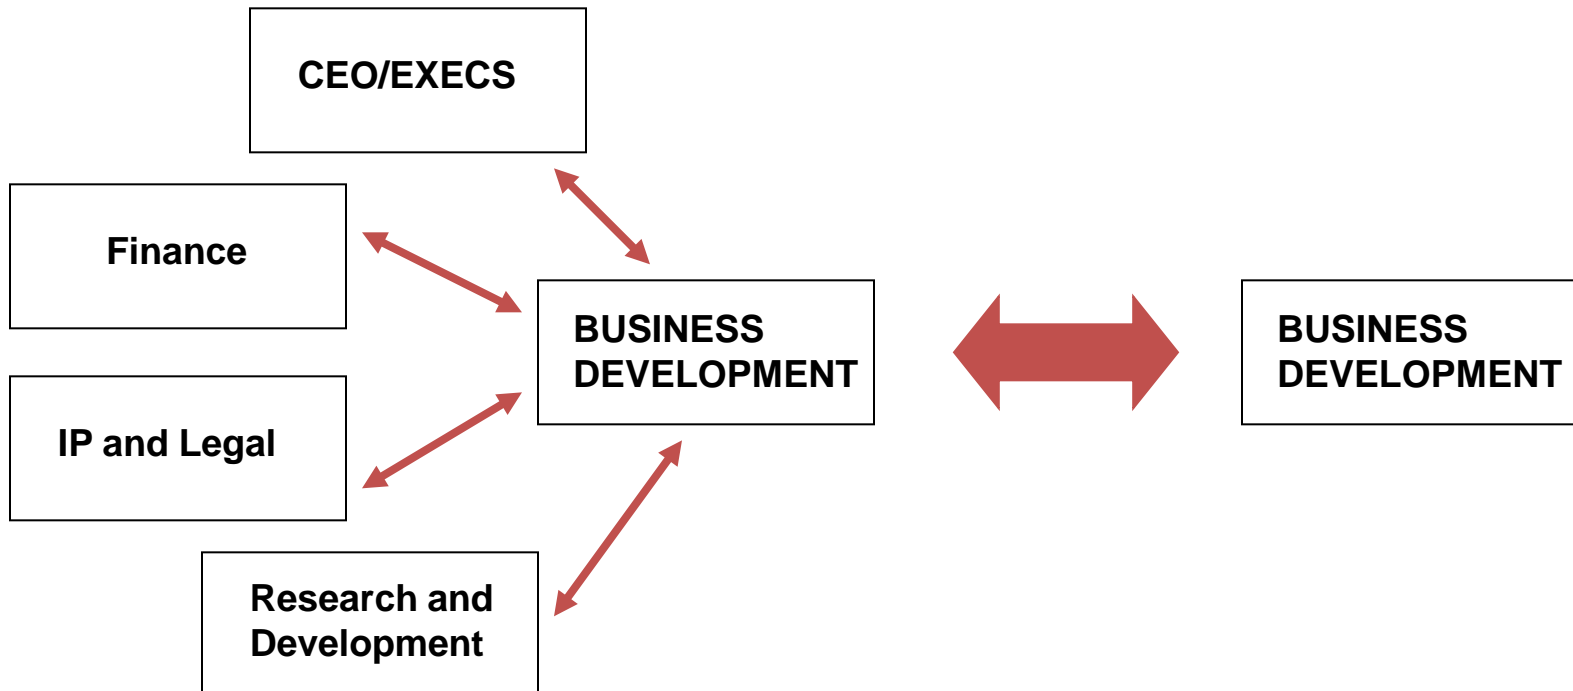 CEO/EXECS
Finance
BUSINESS
DEVELOPMENT
BUSINESS
DEVELOPMENT
IP and Legal
Research and
Development